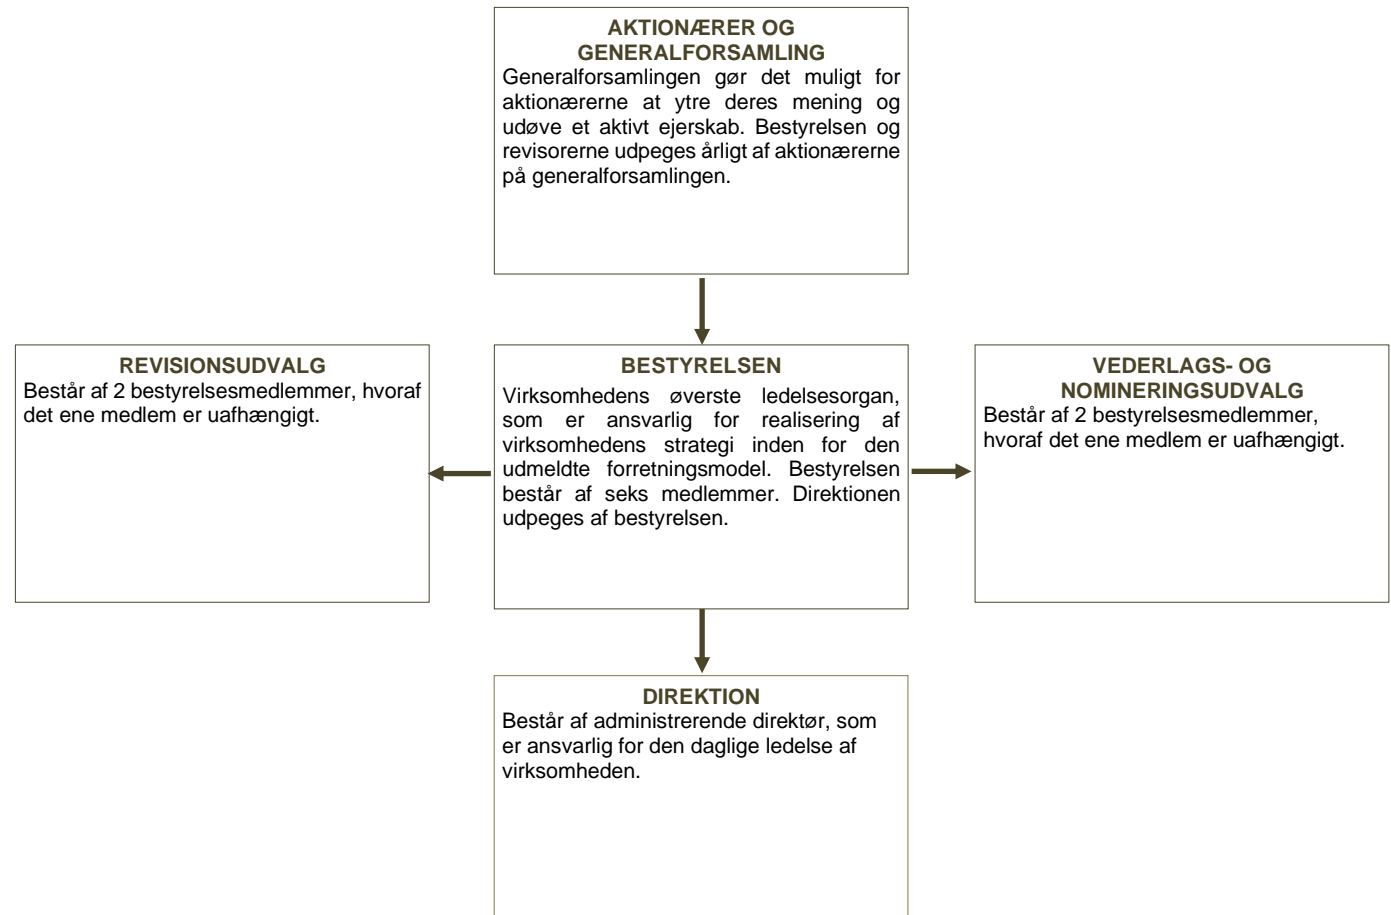 AKTIONÆRER OG
GENERALFORSAMLING
Generalforsamlingen gør det muligt for
aktionærerne at ytre deres mening og
udøve et aktivt ejerskab. Bestyrelsen og
revisorerne udpeges årligt af aktionærerne
på generalforsamlingen.
REVISIONSUDVALG
Består af 2 bestyrelsesmedlemmer, hvoraf
det ene medlem er uafhængigt.
BESTYRELSEN
Virksomhedens øverste ledelsesorgan,
som er ansvarlig for realisering af
virksomhedens strategi inden for den
udmeldte forretningsmodel. Bestyrelsen
består af seks medlemmer. Direktionen
udpeges af bestyrelsen.
VEDERLAGS- OG
NOMINERINGSUDVALG
Består af 2 bestyrelsesmedlemmer,
hvoraf det ene medlem er uafhængigt.
DIREKTION
Består af administrerende direktør, som
er ansvarlig for den daglige ledelse af
virksomheden.